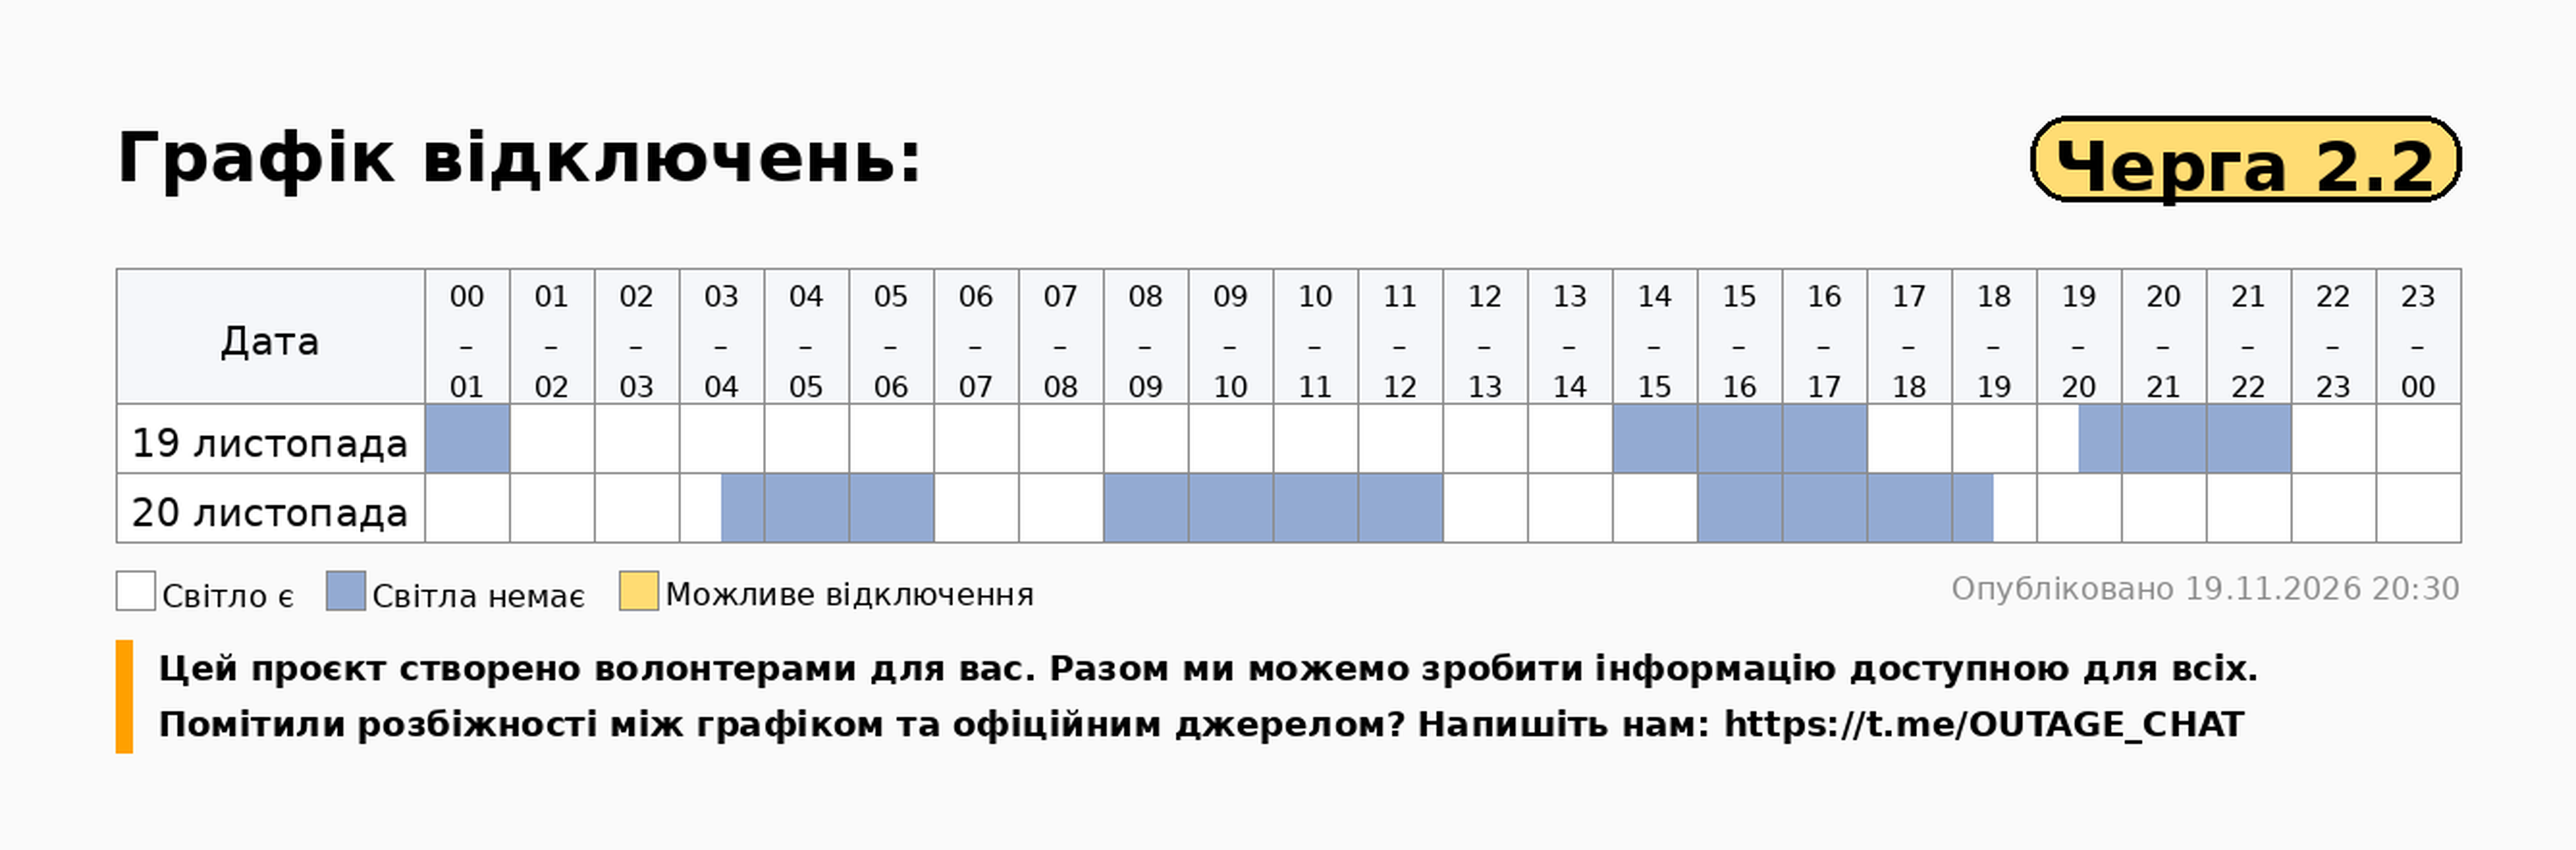 Графік відключень:
Черга 2.2
Дата 00 – 01 01 – 02 02 – 03 03 – 04 04 – 05 05 – 06 06 – 07 07 – 08 08 – 09 09 – 10 10 – 11 11 – 12 12 – 13 13 – 14 14 – 15 15 – 16 16 – 17 17 – 18 18 – 19 19 – 20 20 – 21 21 – 22 22 – 23 23 – 00
19 листопада
20 листопада
Світло є Світла немає Можливе відключення
Опубліковано 19.11.2026 20:30
Цей проєкт створено волонтерами для вас. Разом ми можемо зробити інформацію доступною для всіх.
Помітили розбіжності між графіком та офіційним джерелом? Напишіть нам: https://t.me/OUTAGE_CHAT